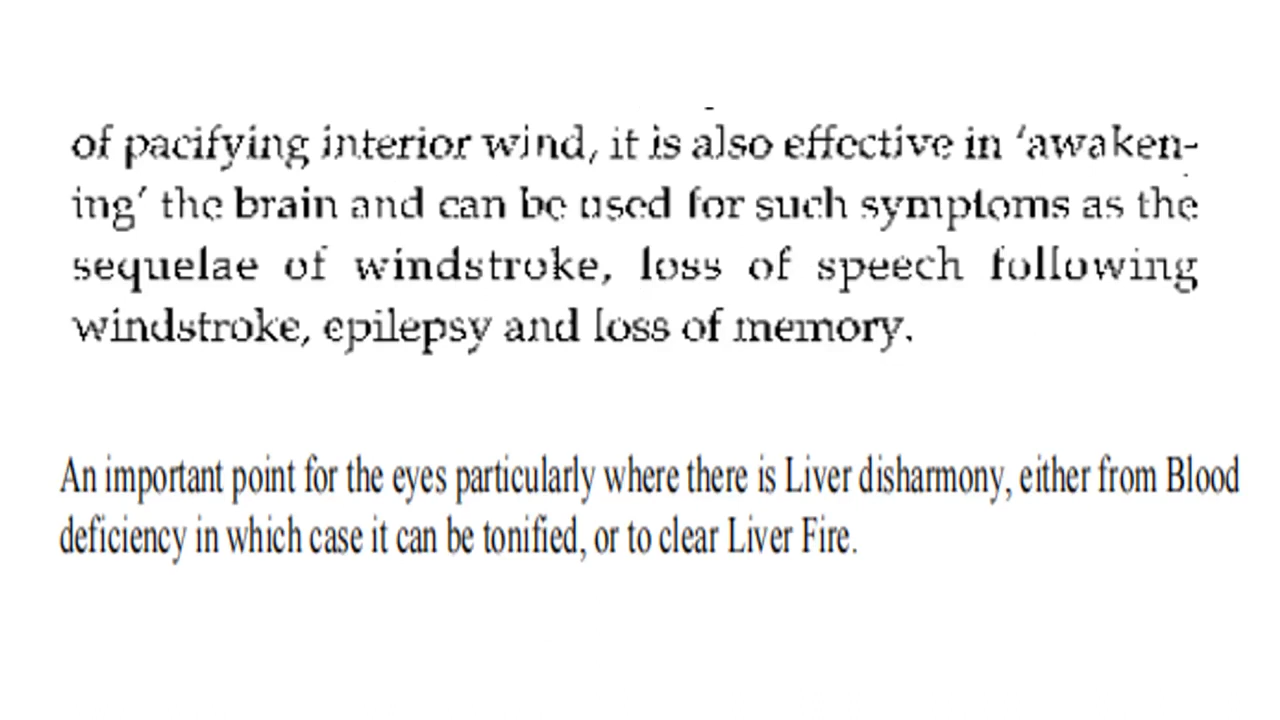 of pacifying interior wind, it is also effective in ‘awaken-
ing’ the brain and can be used for such symptoms as the
sequelae of windstroke, loss of speech following
windstroke, epilepsy and loss of memory.
An important point for the eyes particularly where there is Liver disharmony, either from Blood
deficiency in which case it can be tonified, or to clear Liver Fire.